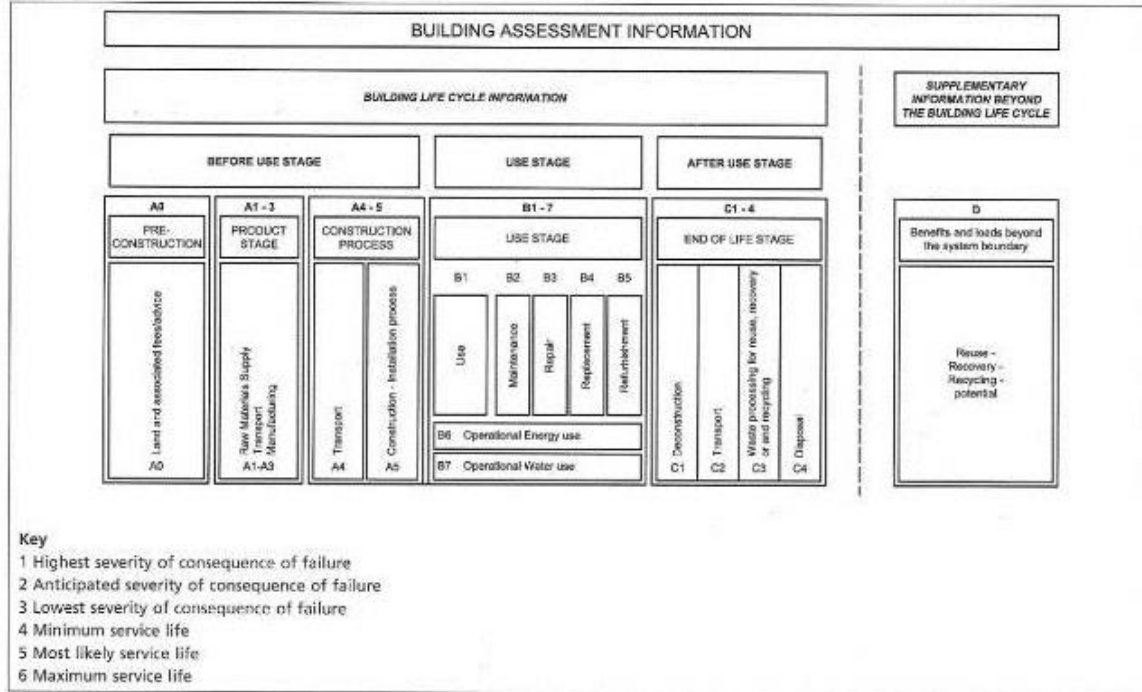 BUILDING ASSESSMENT INFORMATION
BUILDING LIFE CYCLE INFORMATION
SUPPLEMENTARY
INFORMATION BEYOND
THE BUILDING LIFE CYCLE
BEFORE USE STAGE
USE STAGE
AFTER USE STAGE
A0
PRE-
CONSTRUCTION
Land and associated fees/advice
A0
A1 - 3
PRODUCT
STAGE
Raw Materials Supply
Transport
Manufacturing
A1-A3
A4 - 5
CONSTRUCTION
PROCESS
Transport
A4
Construction - Installation process
A5
B1 - 7
USE STAGE
B1
Use
B2
Maintenance
B3
Repair
B4
Replacement
B5
Refurbishment
B6 Operational Energy use
B7 Operational Water use
C1 - 4
END OF LIFE STAGE
Deconstruction
C1
Transport
C2
Waste processing for reuse, recovery
or and recycling
C3
Disposal
C4
D
Benefits and loads beyond
the system boundary
Reuse -
Recovery -
Recycling -
potential
Key
1 Highest severity of consequence of failure
2 Anticipated severity of consequence of failure
3 Lowest severity of consequence of failure
4 Minimum service life
5 Most likely service life
6 Maximum service life